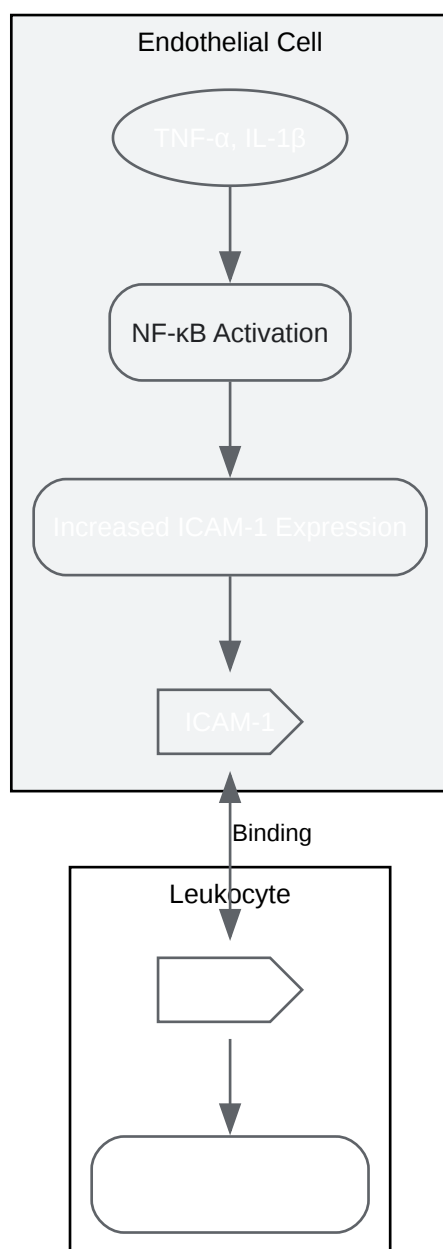 Endothelial Cell
TNF-α, IL-1β
NF-κB Activation
Increased ICAM-1 Expression
ICAM-1
Binding
Leukocyte